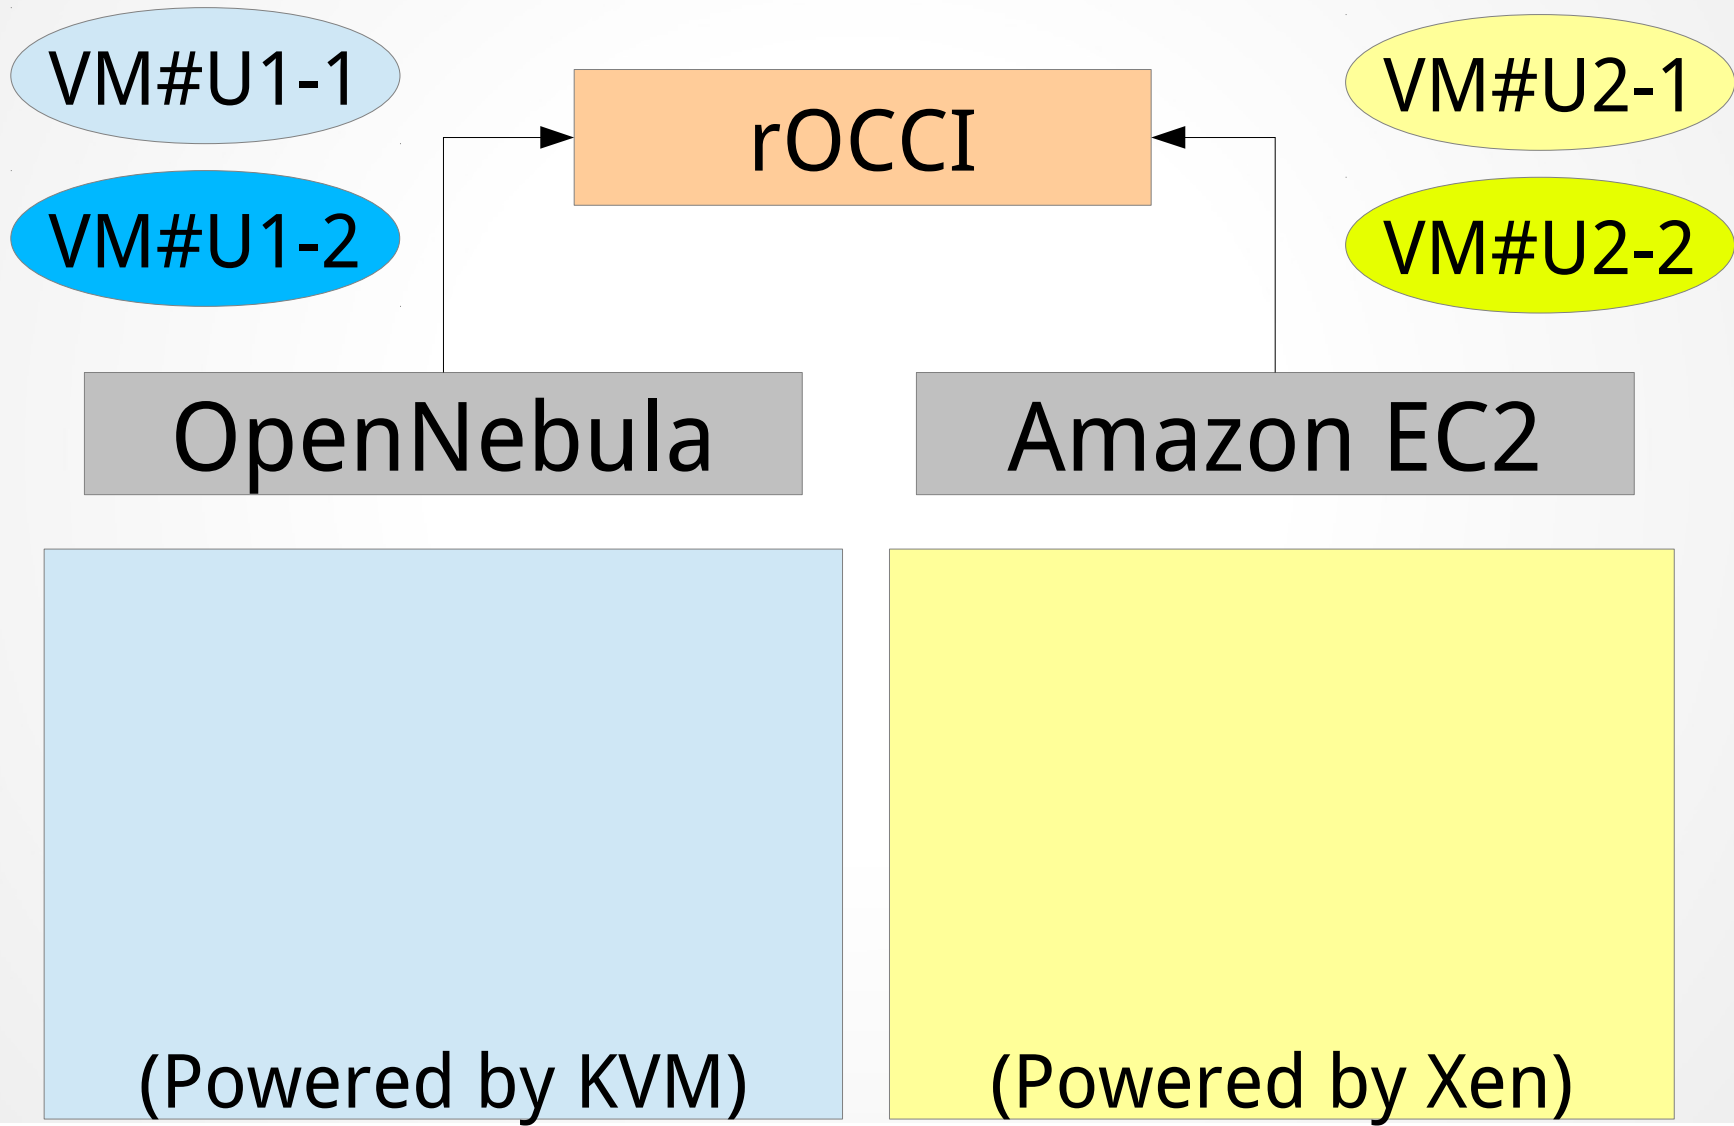 VM#U1-1
VM#U1-2
rOCCI
VM#U2-1
VM#U2-2
OpenNebula
Amazon EC2
(Powered by KVM)
(Powered by Xen)